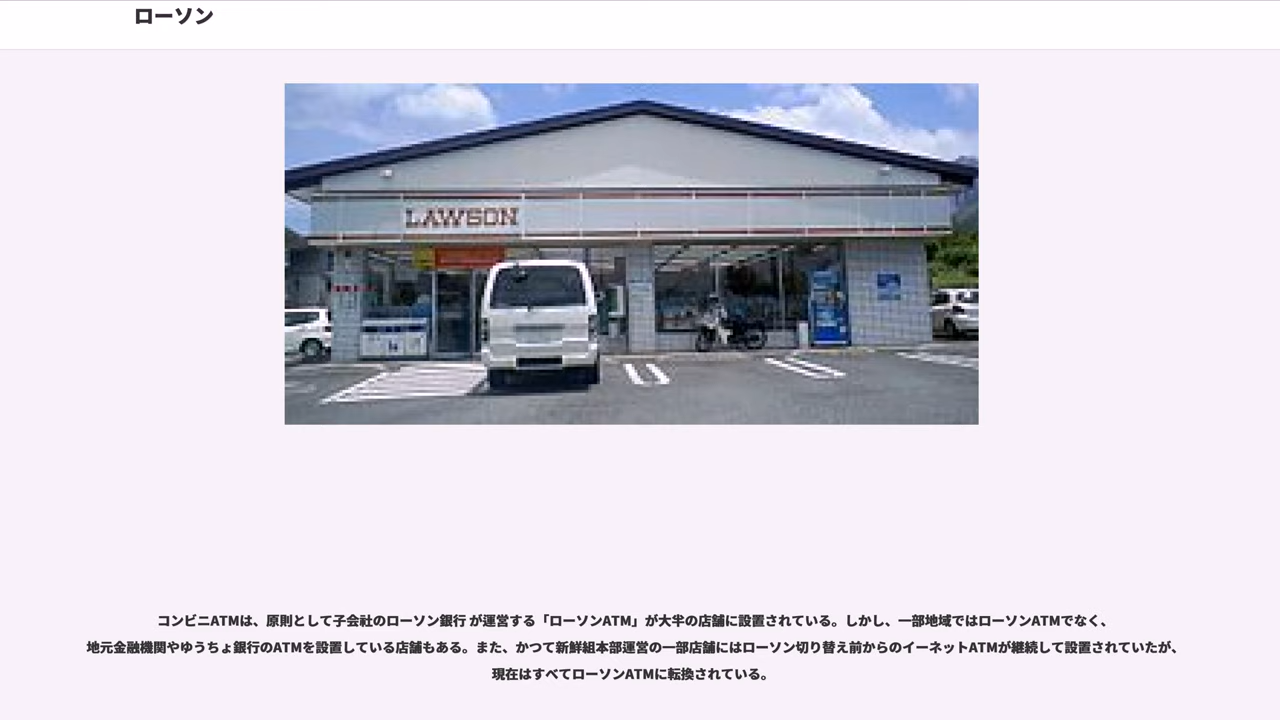 ローソン
LAWSON
コンビニATMは、原則として子会社のローソン銀行 が運営する「ローソンATM」が大半の店舗に設置されている。しかし、一部地域ではローソンATMでなく、
地元金融機関やゆうちょ銀行のATMを設置している店舗もある。また、かつて新鮮組本部運営の一部店舗にはローソン切り替え前からのイーネットATMが継続して設置されていたが、
現在はすべてローソンATMに転換されている。